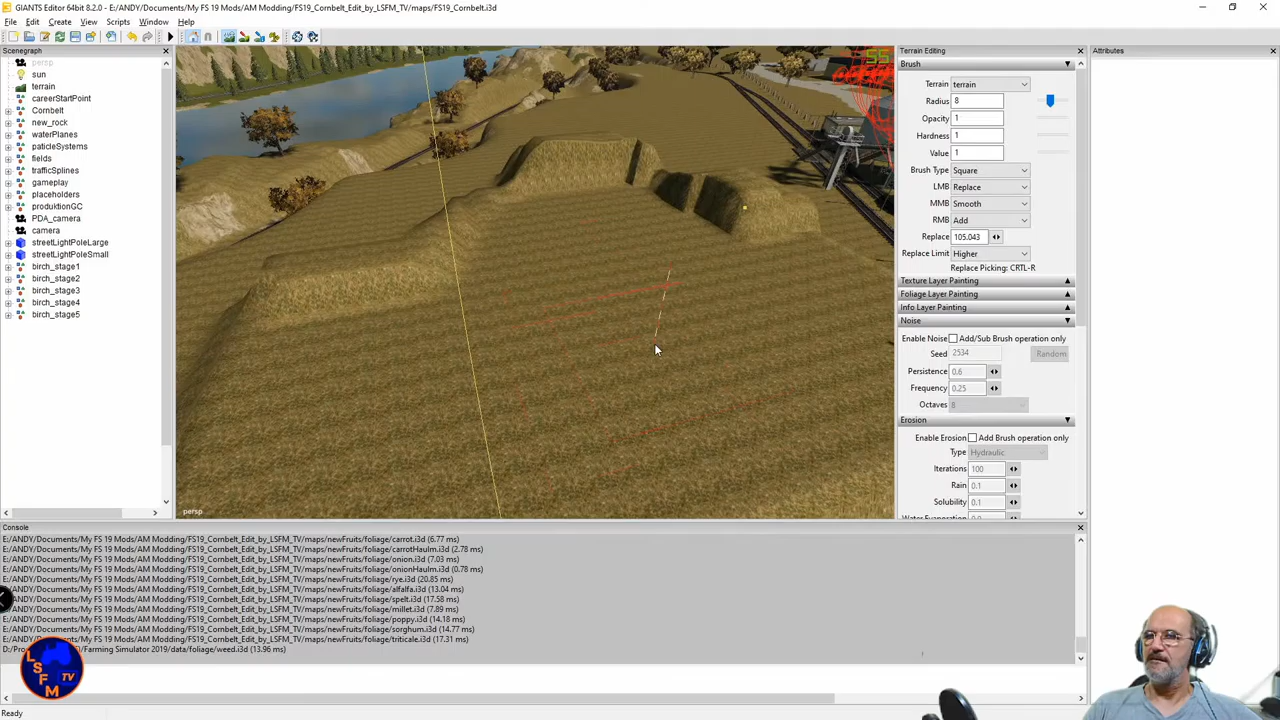 GIANTS Editor 64bit 8.2.0 - E:/ANDY/Documents/My FS 19 Mods/AM Modding/FS19_Cornbelt_Edit_by_LSFM_TV/maps/FS19_Cornbelt.i3d
File Edit Create View Scripts Window Help
Scenegraph
persp
sun
terrain
careerStartPoint
Cornbelt
new_rock
waterPlanes
paticleSystems
fields
trafficSplines
gameplay
placeholders
produktionGC
PDA_camera
camera
streetLightPoleLarge
streetLightPoleSmall
birch_stage1
birch_stage2
birch_stage3
birch_stage4
birch_stage5
55
persp
Terrain Editing
Brush
Terrain terrain
Radius 8
Opacity 1
Hardness 1
Value 1
Brush Type Square
LMB Replace
MMB Smooth
RMB Add
Replace 105.043
Replace Limit Higher
Replace Picking: CRTL-R
Texture Layer Painting
Foliage Layer Painting
Info Layer Painting
Noise
Enable Noise Add/Sub Brush operation only
Seed 2534 Random
Persistence 0.6
Frequency 0.25
Octaves 8
Erosion
Enable Erosion Add Brush operation only
Type Hydraulic
Iterations 100
Rain 0.1
Solubility 0.1
Attributes
Console
E:/ANDY/Documents/My FS 19 Mods/AM Modding/FS19_Cornbelt_Edit_by_LSFM_TV/maps/newFruits/foliage/carrot.i3d (6.77 ms)
E:/ANDY/Documents/My FS 19 Mods/AM Modding/FS19_Cornbelt_Edit_by_LSFM_TV/maps/newFruits/foliage/carrotHaulm.i3d (2.78 ms)
E:/ANDY/Documents/My FS 19 Mods/AM Modding/FS19_Cornbelt_Edit_by_LSFM_TV/maps/newFruits/foliage/onion.i3d (7.03 ms)
E:/ANDY/Documents/My FS 19 Mods/AM Modding/FS19_Cornbelt_Edit_by_LSFM_TV/maps/newFruits/foliage/onionHaulm.i3d (0.78 ms)
E:/ANDY/Documents/My FS 19 Mods/AM Modding/FS19_Cornbelt_Edit_by_LSFM_TV/maps/newFruits/foliage/rye.i3d (20.85 ms)
E:/ANDY/Documents/My FS 19 Mods/AM Modding/FS19_Cornbelt_Edit_by_LSFM_TV/maps/newFruits/foliage/alfalfa.i3d (13.04 ms)
E:/ANDY/Documents/My FS 19 Mods/AM Modding/FS19_Cornbelt_Edit_by_LSFM_TV/maps/newFruits/foliage/spelt.i3d (17.58 ms)
E:/ANDY/Documents/My FS 19 Mods/AM Modding/FS19_Cornbelt_Edit_by_LSFM_TV/maps/newFruits/foliage/millet.i3d (7.89 ms)
E:/ANDY/Documents/My FS 19 Mods/AM Modding/FS19_Cornbelt_Edit_by_LSFM_TV/maps/newFruits/foliage/poppy.i3d (14.18 ms)
E:/ANDY/Documents/My FS 19 Mods/AM Modding/FS19_Cornbelt_Edit_by_LSFM_TV/maps/newFruits/foliage/sorghum.i3d (14.77 ms)
E:/ANDY/Documents/My FS 19 Mods/AM Modding/FS19_Cornbelt_Edit_by_LSFM_TV/maps/newFruits/foliage/triticale.i3d (17.31 ms)
Farming Simulator 2019/data/foliage/weed.i3d (13.96 ms)
LSFM TV
Ready